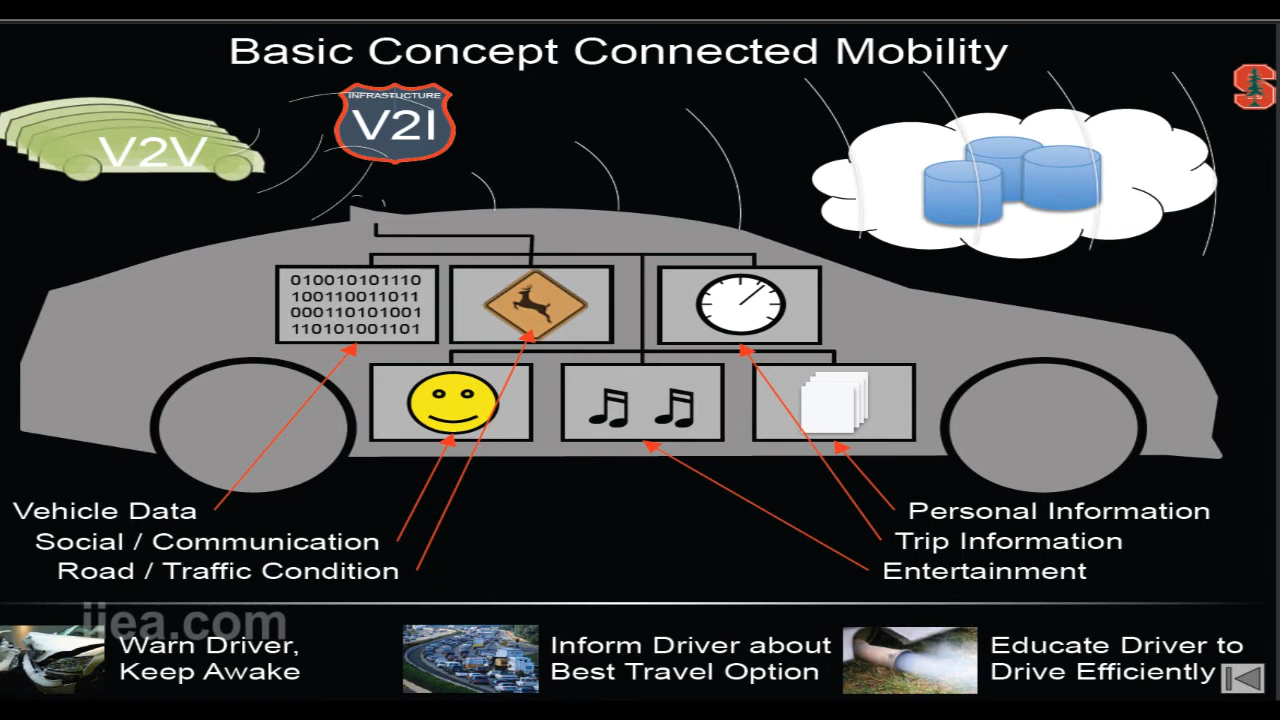 Basic Concept Connected Mobility
INFRASTUCTURE
V2I
V2V
S
010010101110
100110011011
000110101001
110101001101
Vehicle Data
Social / Communication
Road / Traffic Condition
Personal Information
Trip Information
Entertainment
iiea.com
Warn Driver,
Keep Awake
Inform Driver about
Best Travel Option
Educate Driver to
Drive Efficiently